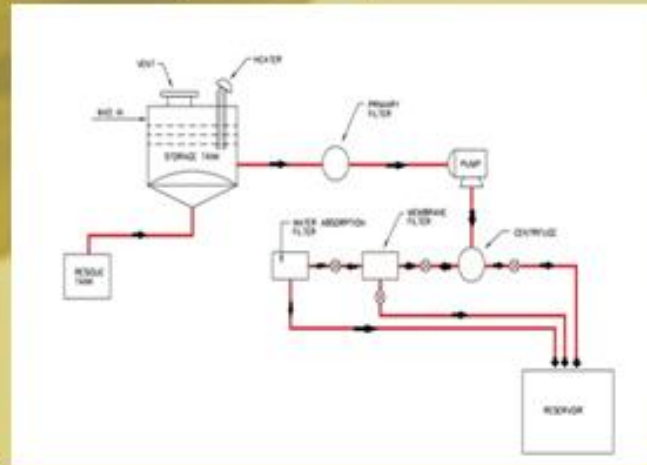 VENT
HEATER
STORAGE TANK
PRIMARY
FILTER
PUMP
WATER ABSORPTION
FILTER
MEMBRANE
FILTER
CENTRIFUGE
RESIDUE
TANK
RESERVOIR